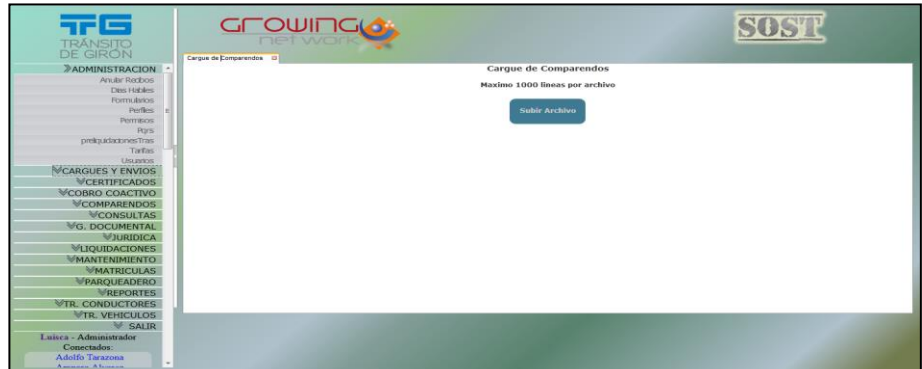 TG
TRÁNSITO
DE GIRÓN
Growing
network
SOST
Cargue de Comparendos
Cargue de Comparendos
Maximo 1000 lineas por archivo
Subir Archivo
ADMINISTRACION
Anular Recibos
Dias Habiles
Formularios
Perfiles
Permisos
Pqrs
preliquidacionesTras
Tarifas
Usuarios
CARGUES Y ENVIOS
CERTIFICADOS
COBRO COACTIVO
COMPARENDOS
CONSULTAS
G. DOCUMENTAL
JURIDICA
LIQUIDACIONES
MANTENIMIENTO
MATRICULAS
PARQUEADERO
REPORTES
TR. CONDUCTORES
TR. VEHICULOS
SALIR
Luisca - Administrador
Conectados:
Adolfo Tarazona